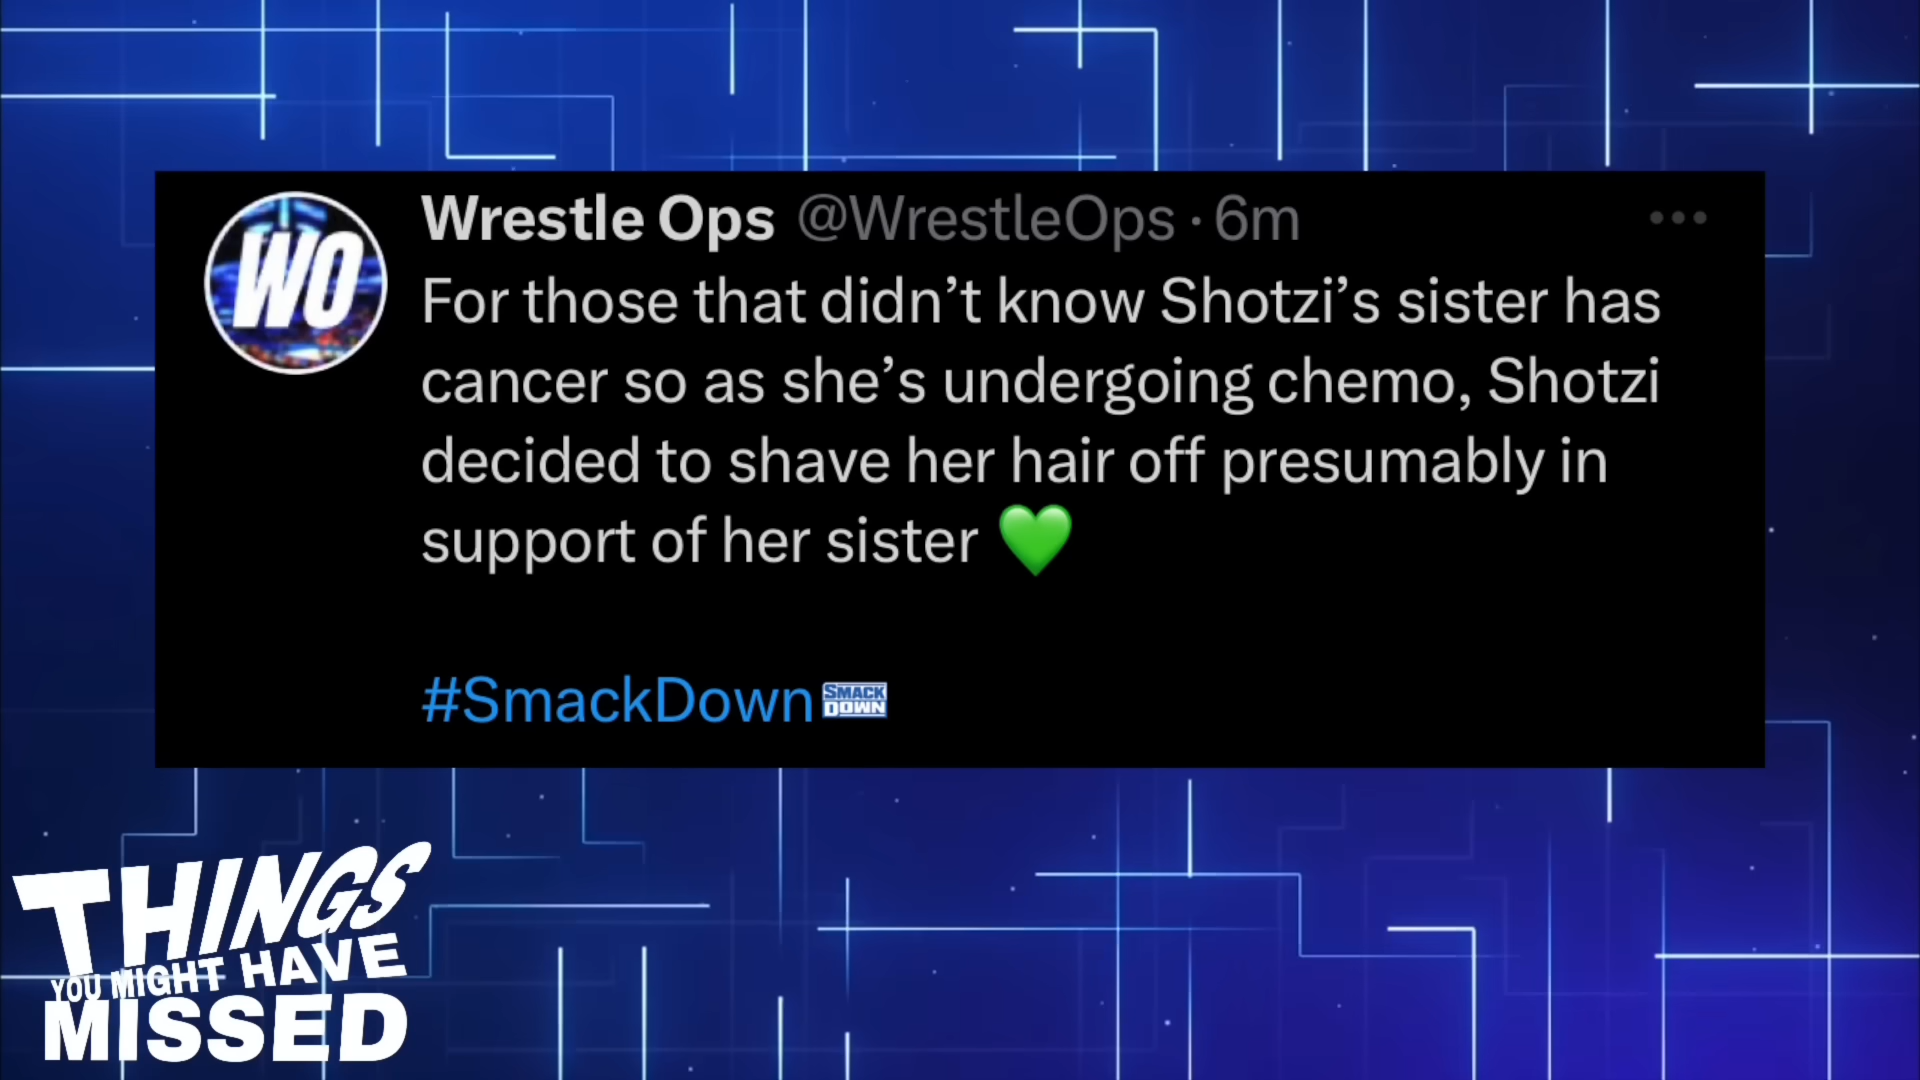 WO
Wrestle Ops @WrestleOps · 6m
For those that didn’t know Shotzi’s sister has
cancer so as she’s undergoing chemo, Shotzi
decided to shave her hair off presumably in
support of her sister 💚
#SmackDown SMACK DOWN
THINGS
YOU MIGHT HAVE
MISSED